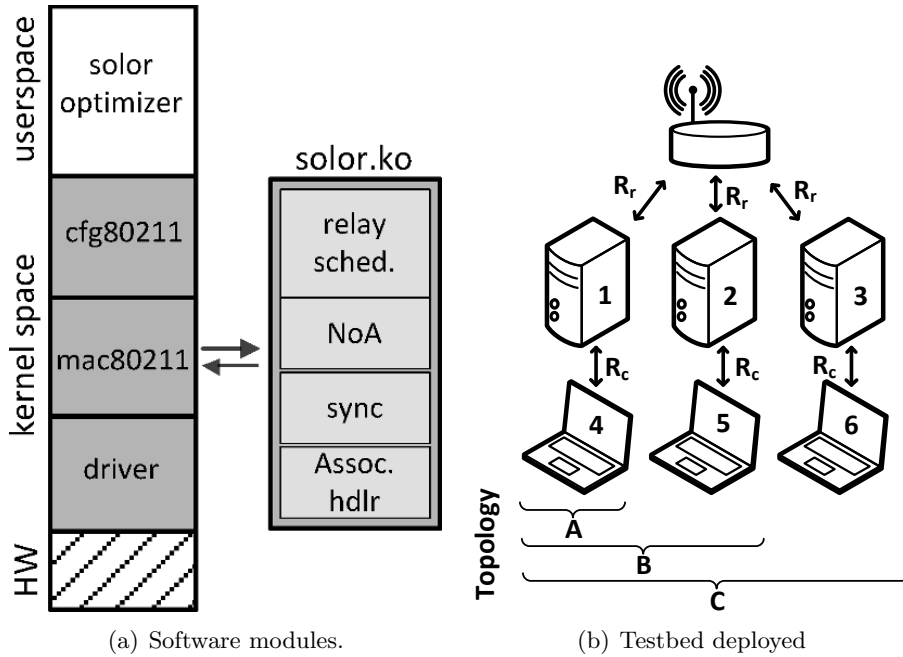 userspace
solor
optimizer
kernel space
cfg80211
mac80211
driver
HW
solor.ko
relay
sched.
NoA
sync
Assoc.
hdlr
(a) Software modules.
Rr
Rr
Rr
1
2
3
Rc
Rc
Rc
4
5
6
Topology
A
B
C
(b) Testbed deployed